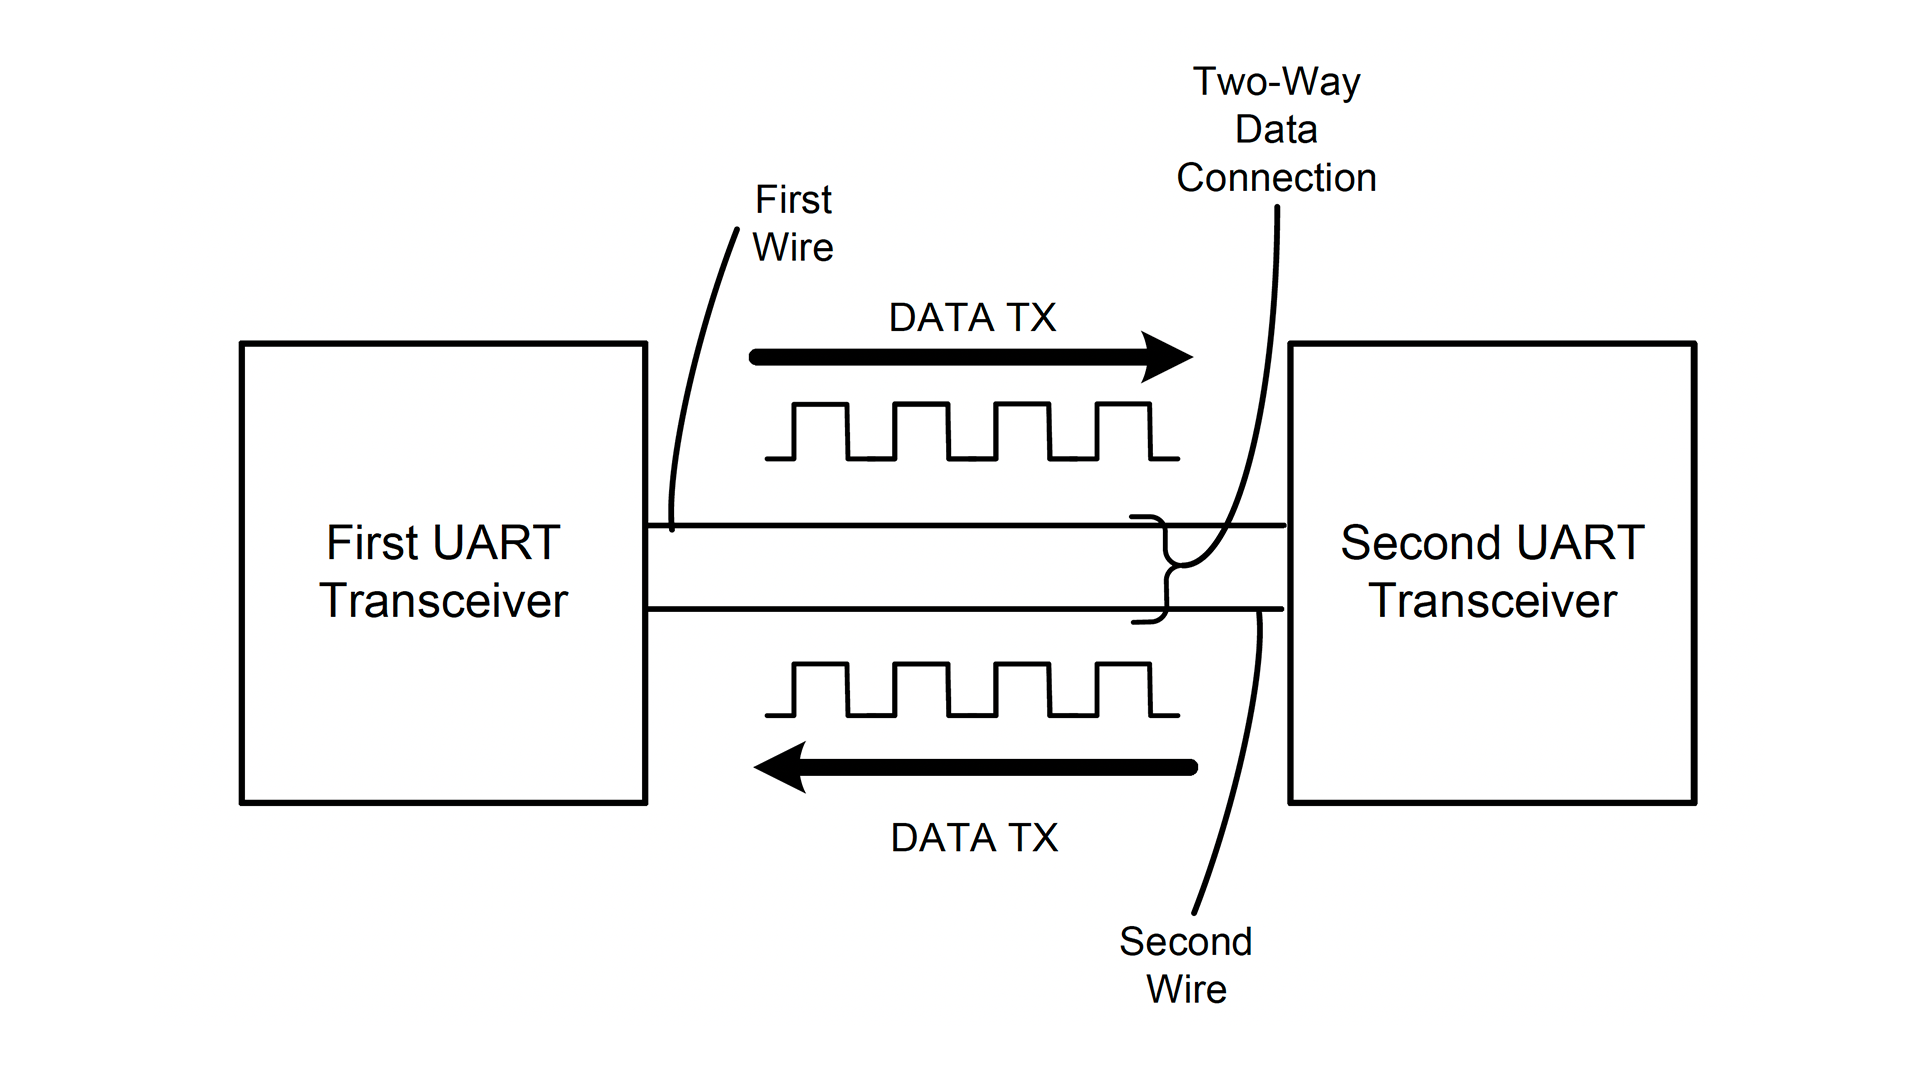 Two-Way
Data
Connection
First
Wire
DATA TX
First UART
Transceiver
Second UART
Transceiver
DATA TX
Second
Wire